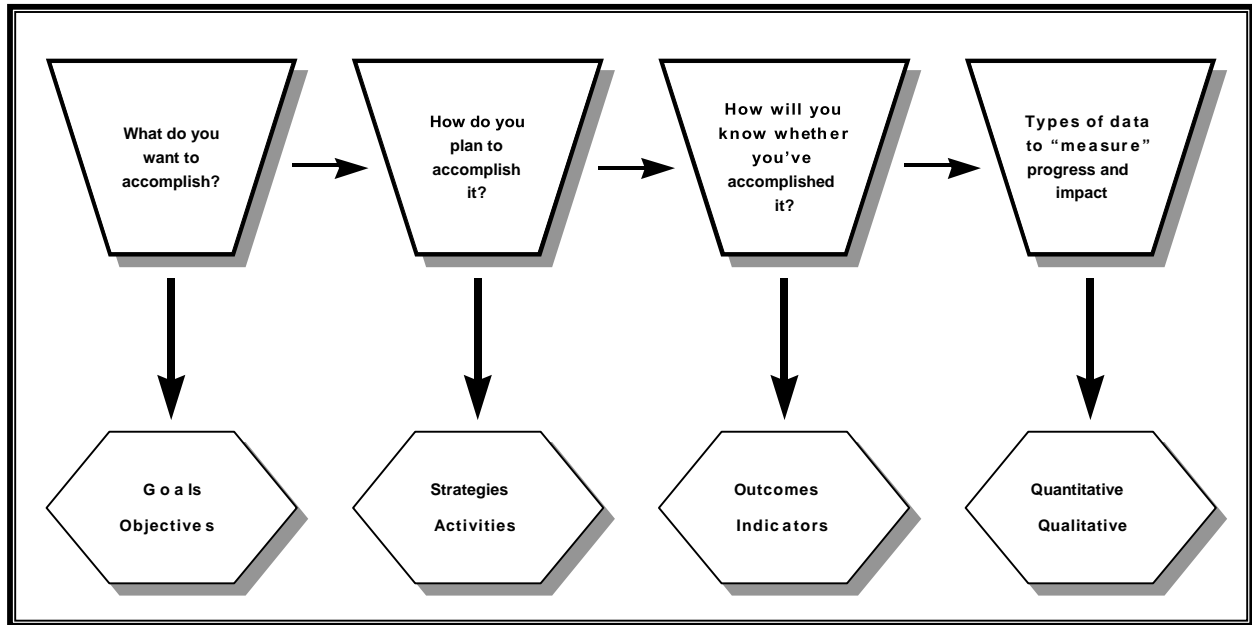 What do you
want to
accomplish?
How do you
plan to
accomplish
it?
How will you
know whether
you’ve
accomplished
it?
Types of data
to “measure”
progress and
impact
Goals
Objectives
Strategies
Activities
Outcomes
Indicators
Quantitative
Qualitative